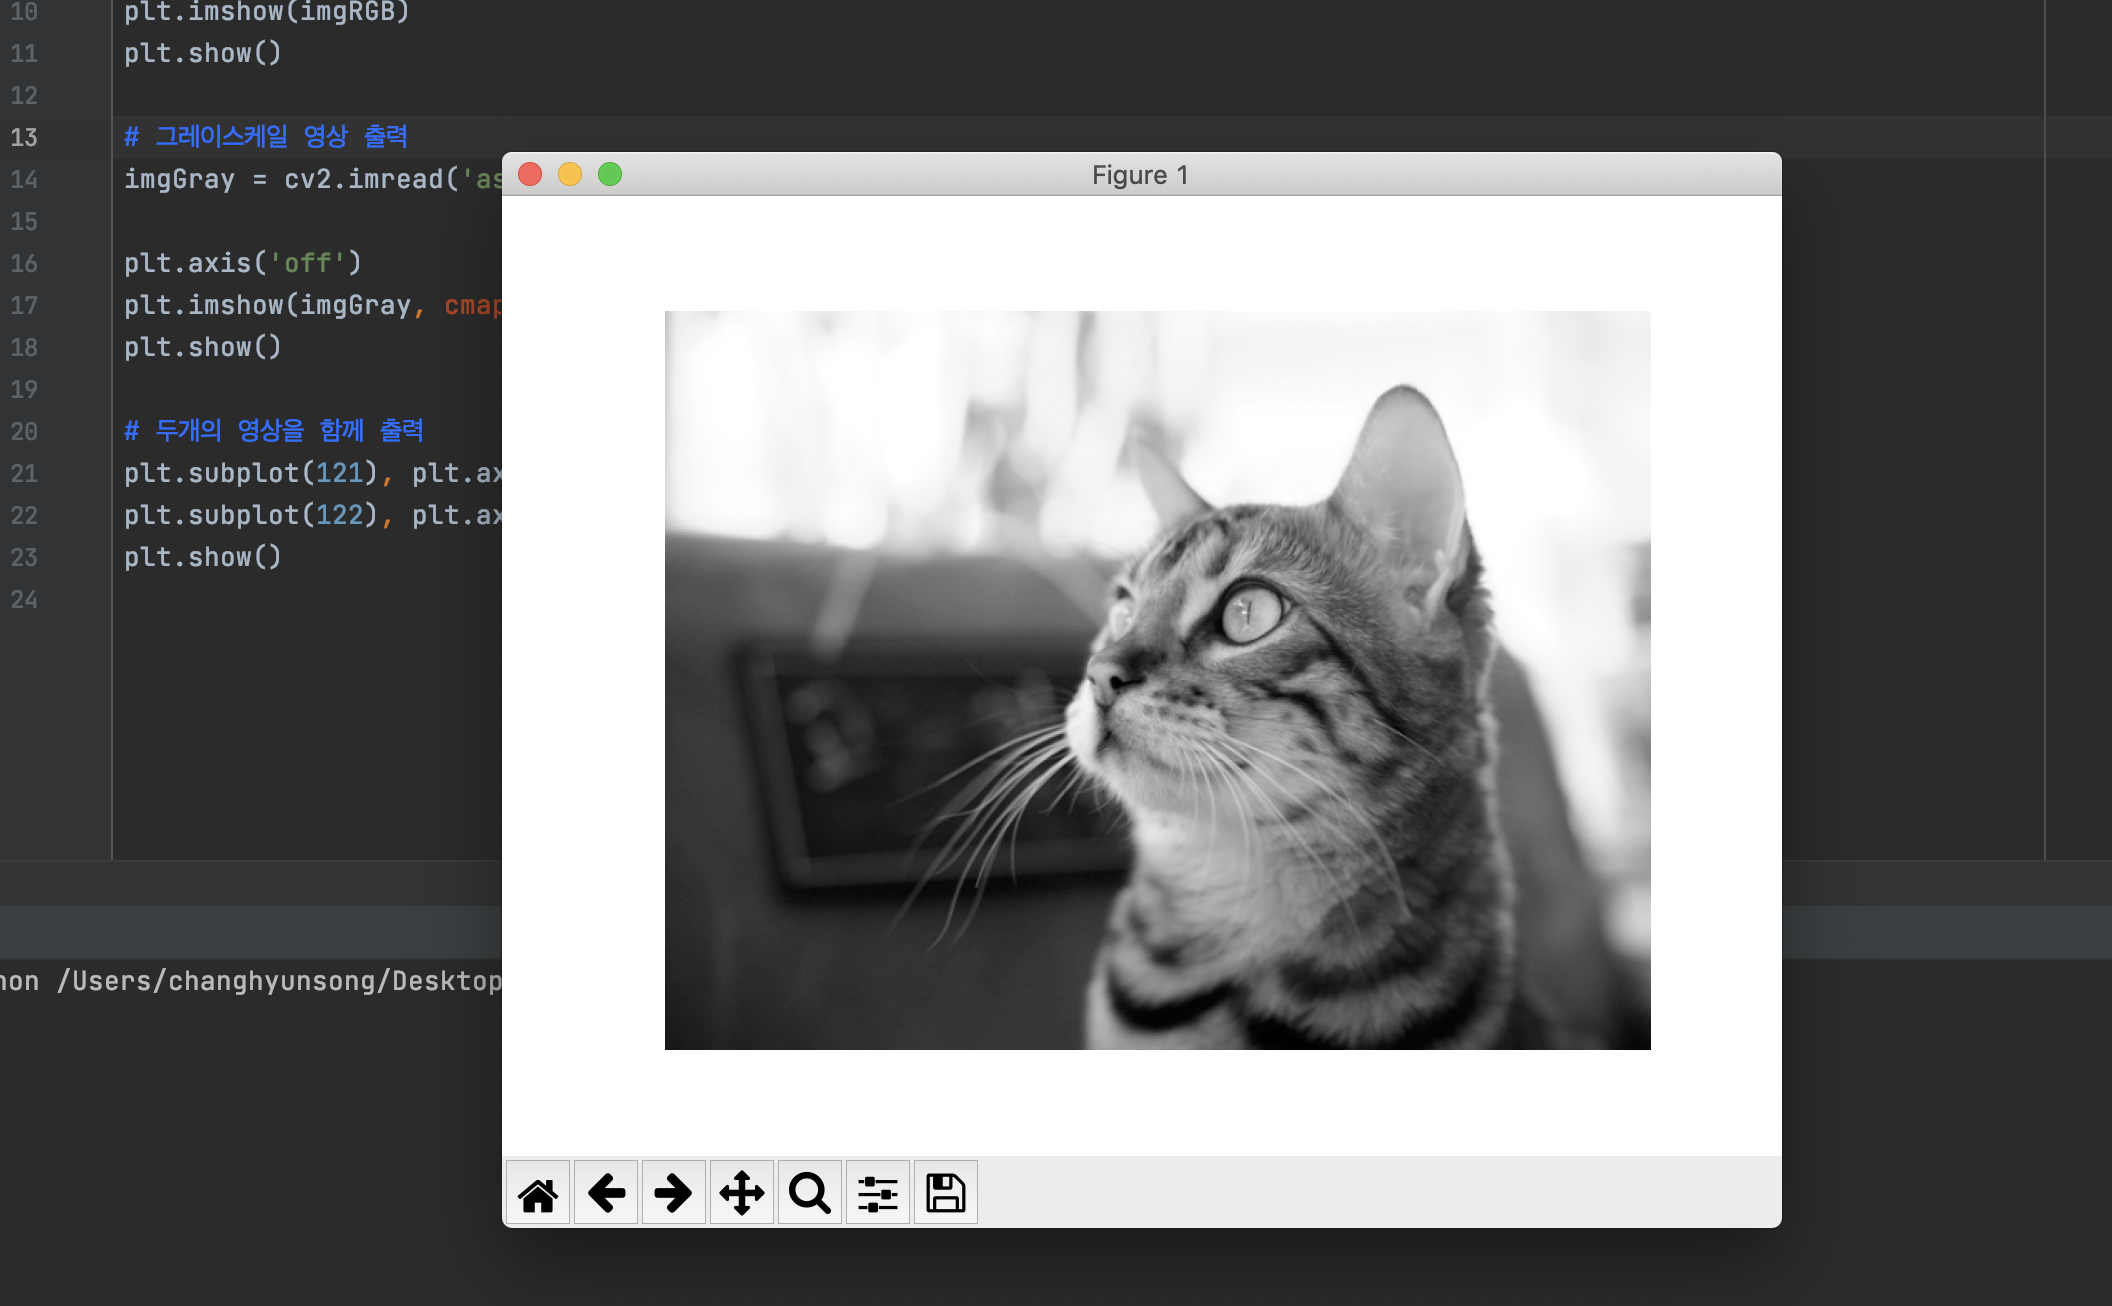 10 plt.imshow(imgRGB)
11 plt.show()
12
13 # 그레이스케일 영상 출력
14 imgGray = cv2.imread('as
15
16 plt.axis('off')
17 plt.imshow(imgGray, cmap
18 plt.show()
19
20 # 두개의 영상을 함께 출력
21 plt.subplot(121), plt.ax
22 plt.subplot(122), plt.ax
23 plt.show()
24
Figure 1
hon /Users/changhyunsong/Desktop